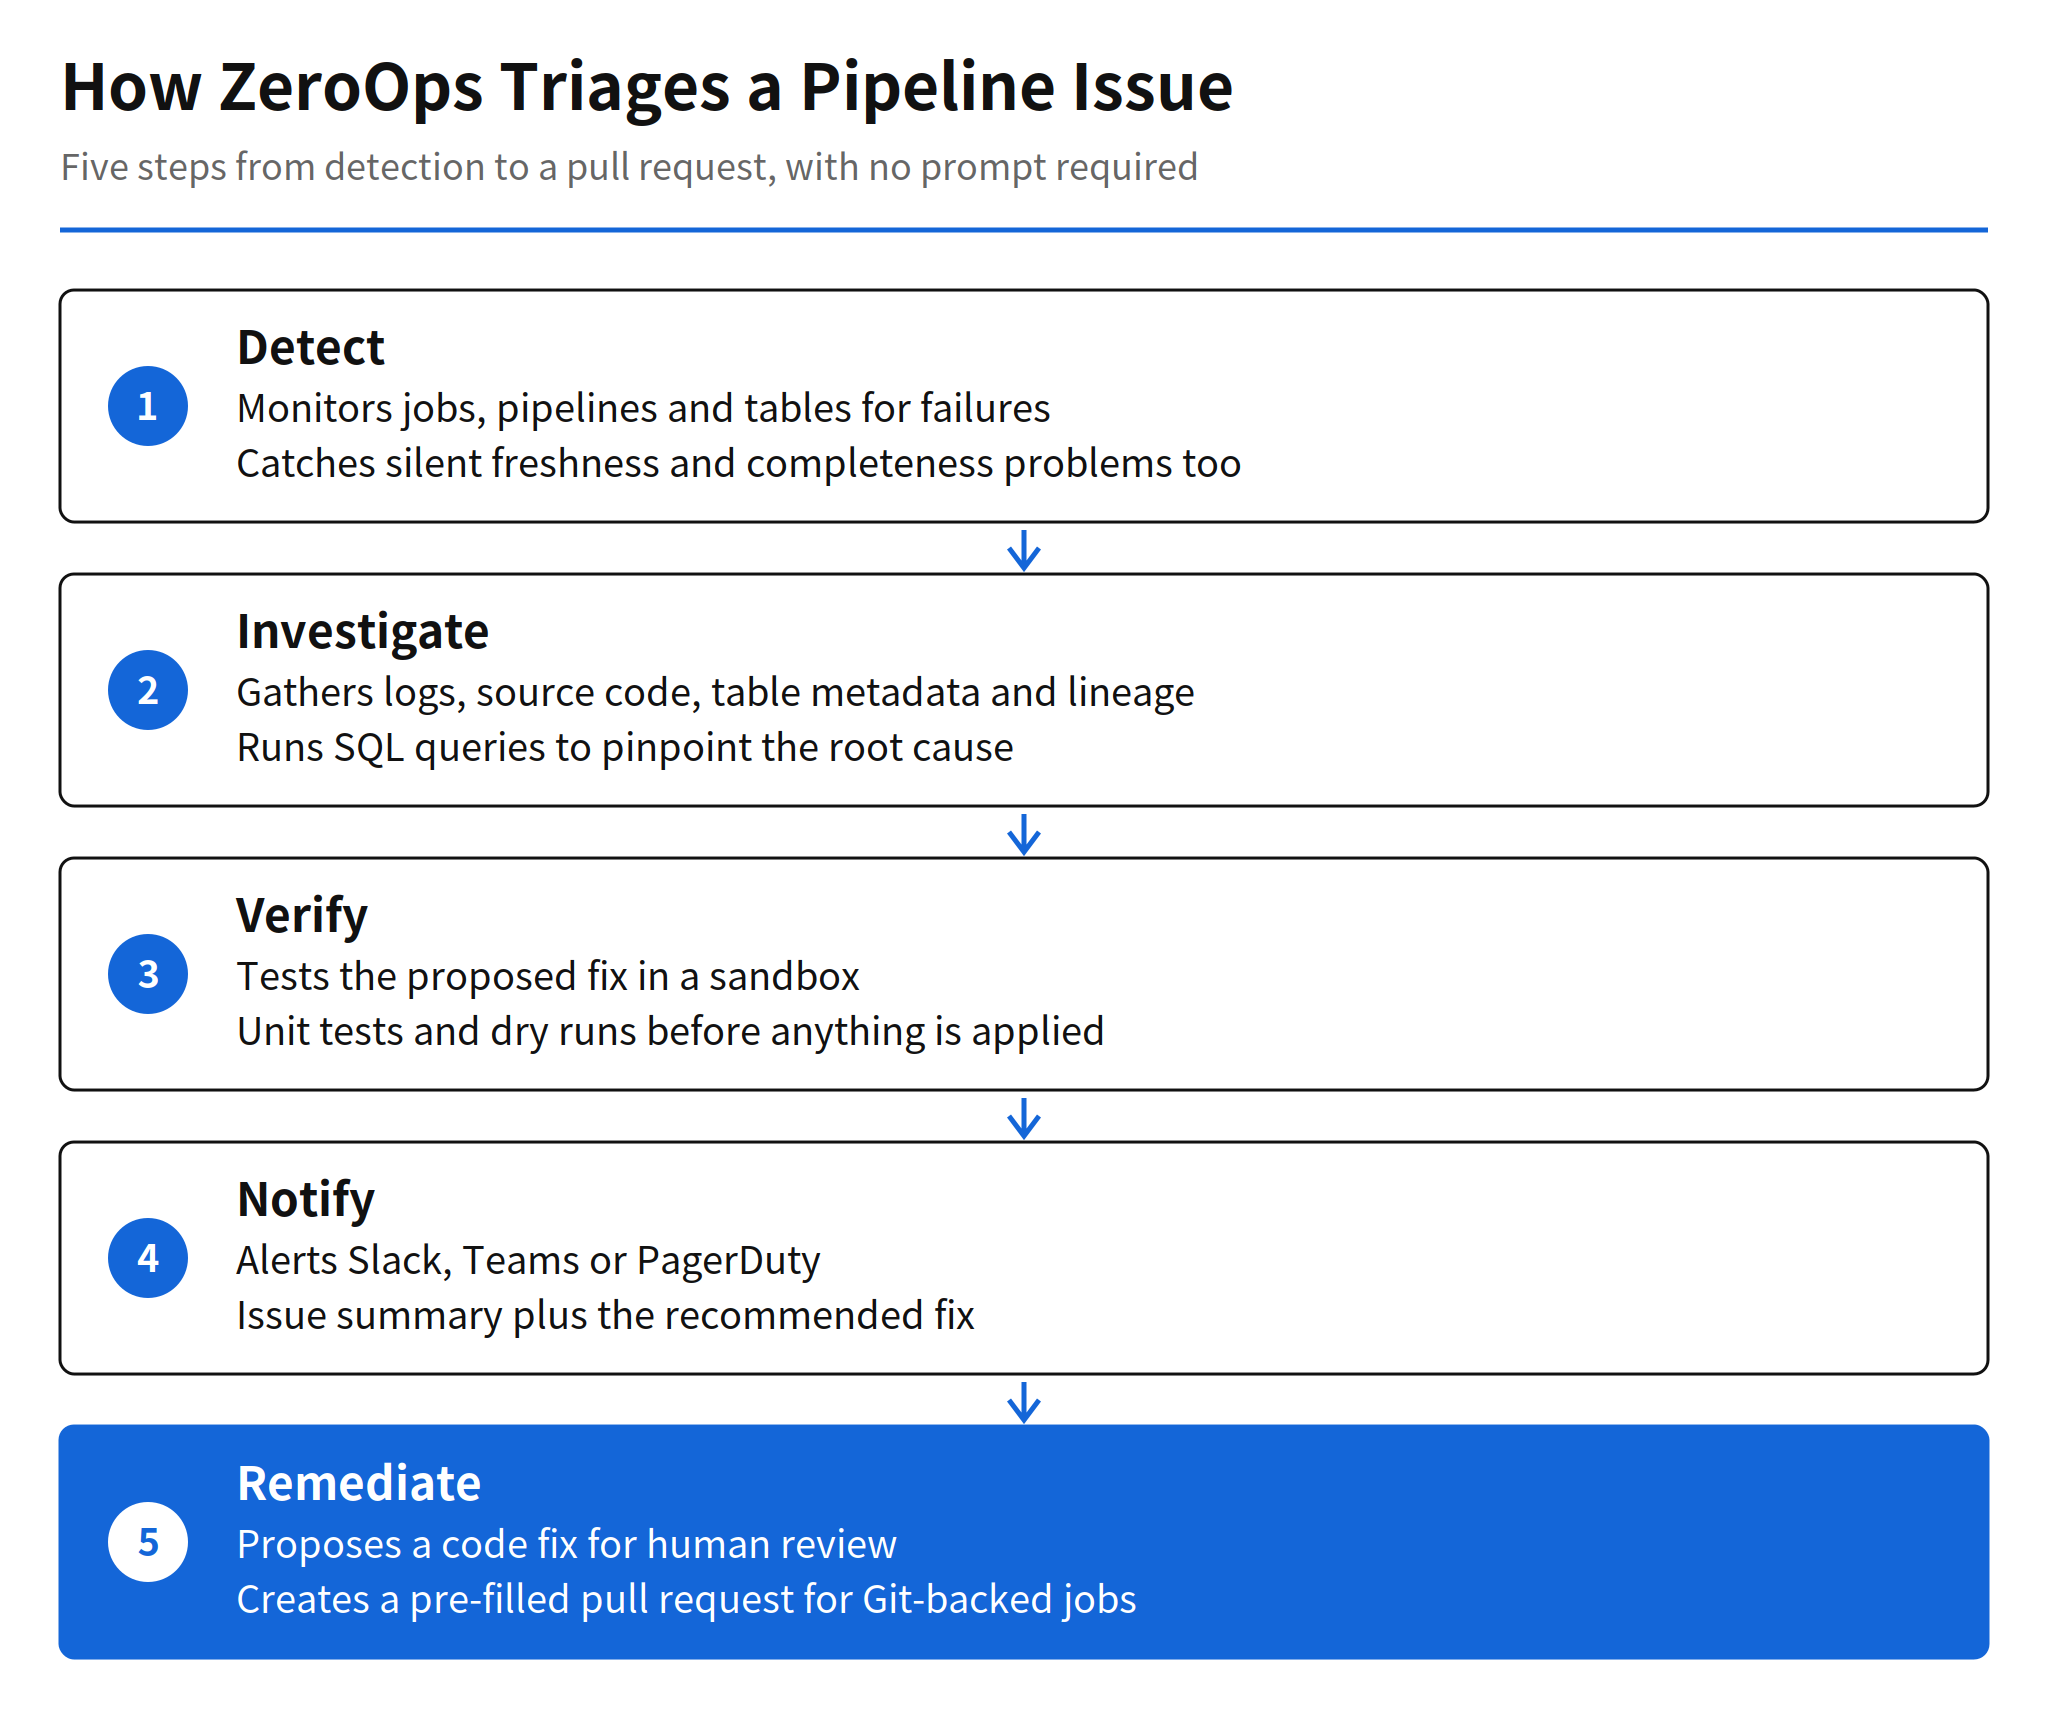 How ZeroOps Triages a Pipeline Issue
Five steps from detection to a pull request, with no prompt required
1
Detect
Monitors jobs, pipelines and tables for failures
Catches silent freshness and completeness problems too
2
Investigate
Gathers logs, source code, table metadata and lineage
Runs SQL queries to pinpoint the root cause
3
Verify
Tests the proposed fix in a sandbox
Unit tests and dry runs before anything is applied
4
Notify
Alerts Slack, Teams or PagerDuty
Issue summary plus the recommended fix
5
Remediate
Proposes a code fix for human review
Creates a pre-filled pull request for Git-backed jobs